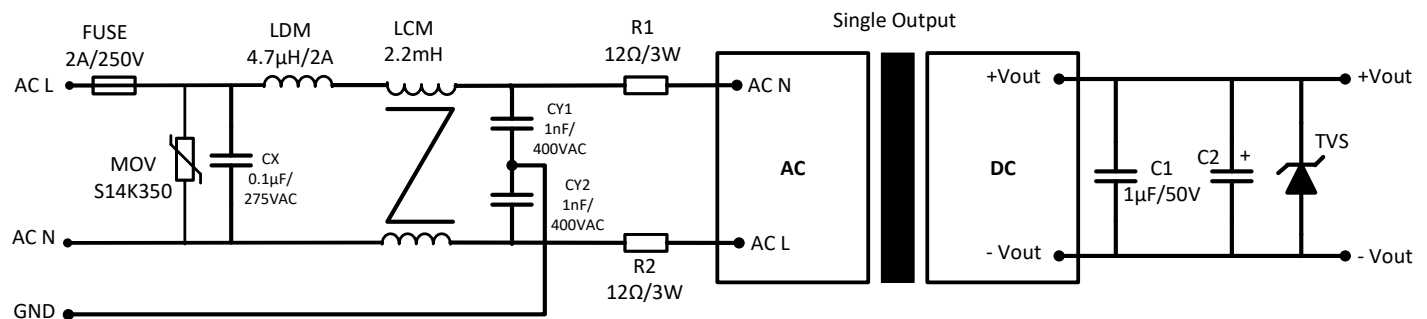 Single Output
FUSE
2A/250V
LDM
4.7µH/2A
LCM
2.2mH
R1
12Ω/3W
AC L
AC N
+Vout
+Vout
CY1
1nF/
400VAC
MOV
S14K350
CX
0.1µF/
275VAC
AC
DC
C1
1µF/50V
C2
+
TVS
CY2
1nF/
400VAC
AC N
AC L
- Vout
- Vout
R2
12Ω/3W
GND